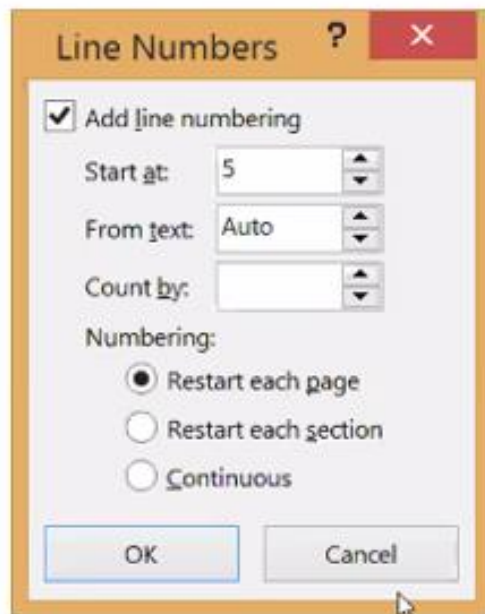 Line Numbers ?
Add line numbering
Start at: 5
From text: Auto
Count by:
Numbering:
Restart each page
Restart each section
Continuous
OK Cancel